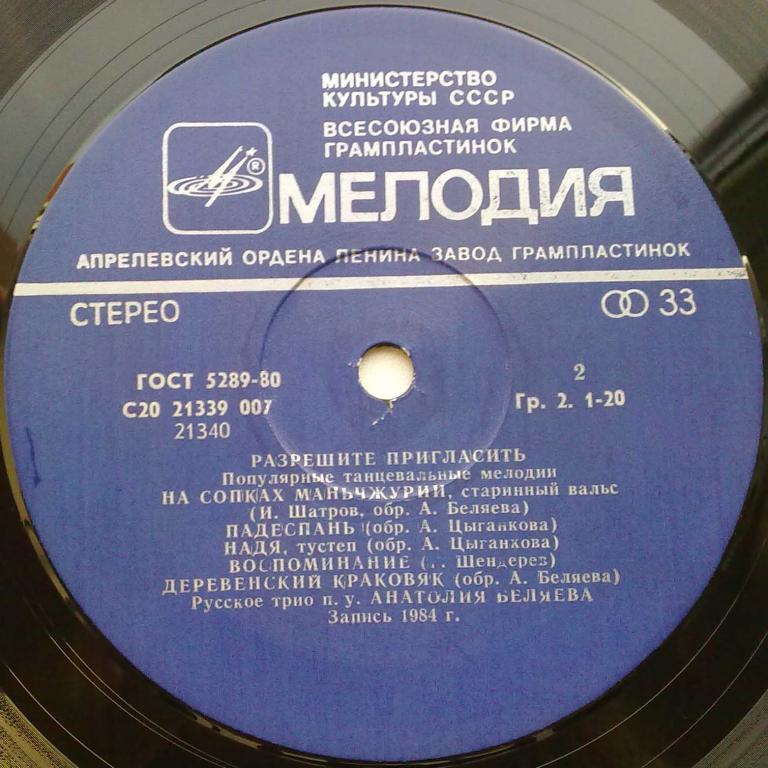 МИНИСТЕРСТВО
КУЛЬТУРЫ СССР
ВСЕСОЮЗНАЯ ФИРМА
ГРАМПЛАСТИНОК
®
МЕЛОДИЯ
АПРЕЛЕВСКИЙ ОРДЕНА ЛЕНИНА ЗАВОД ГРАМПЛАСТИНОК
СТЕРЕО 33
ГОСТ 5289-80
С20 21339 007
21340
2
Гр. 2. 1-20
РАЗРЕШИТЕ ПРИГЛАСИТЬ
Популярные танцевальные мелодии
НА СОПКАХ МАНЬЧЖУРИИ, старинный вальс
(И. Шатров, обр. А. Беляева)
ПАДЕСПАНЬ (обр. А. Цыганкова)
НАДЯ, тустеп (обр. А. Цыганкова)
ВОСПОМИНАНИЕ Шендерез)
ДЕРЕВЕНСКИЙ КРАКОВЯК (обр. А. Беляева)
Русское трио п. у. АНАТОЛИЯ БЕЛЯЕВА
Запись 1984 г.